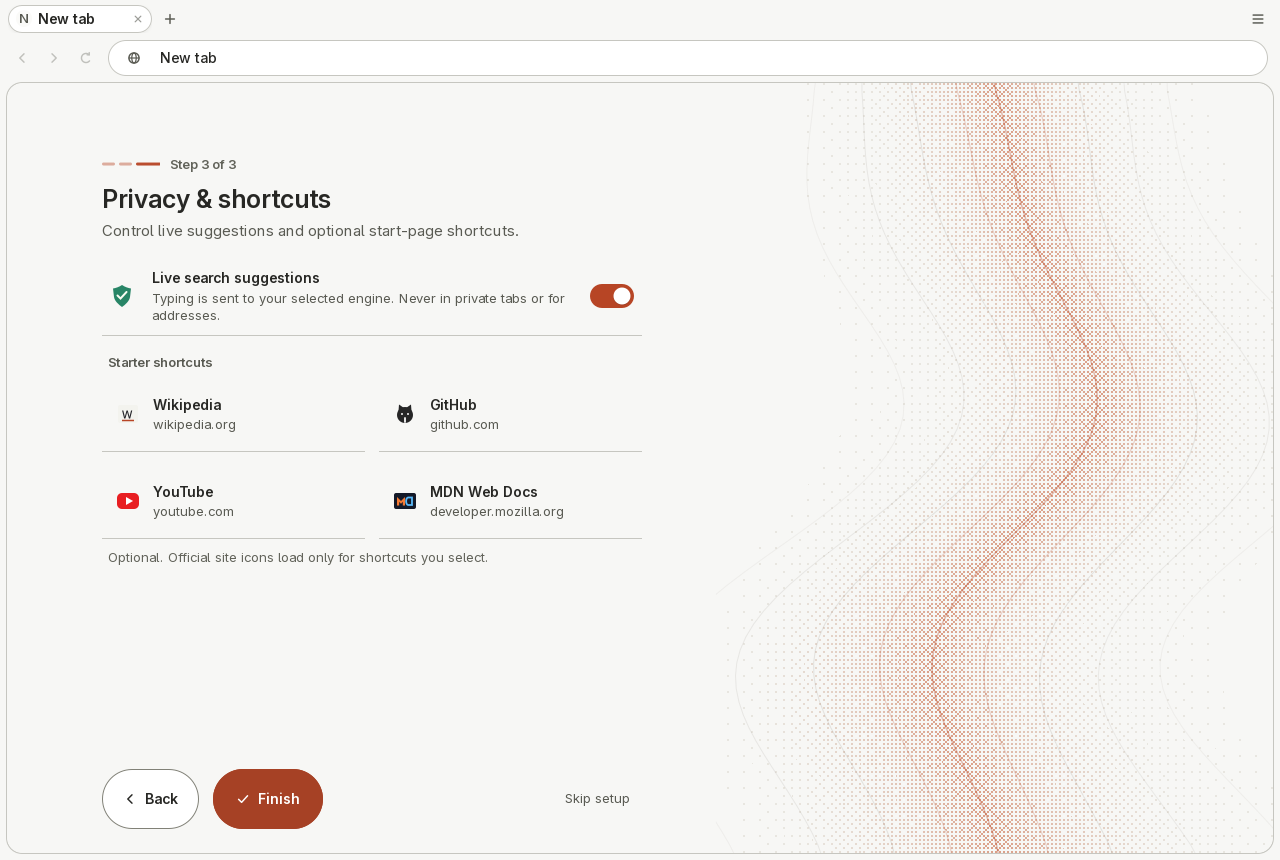 N New tab
New tab
Step 3 of 3
Privacy & shortcuts
Control live suggestions and optional start-page shortcuts.
Live search suggestions
Typing is sent to your selected engine. Never in private tabs or for
addresses.
Starter shortcuts
W
Wikipedia
wikipedia.org
GitHub
github.com
YouTube
youtube.com
MD
MDN Web Docs
developer.mozilla.org
Optional. Official site icons load only for shortcuts you select.
Back
Finish
Skip setup